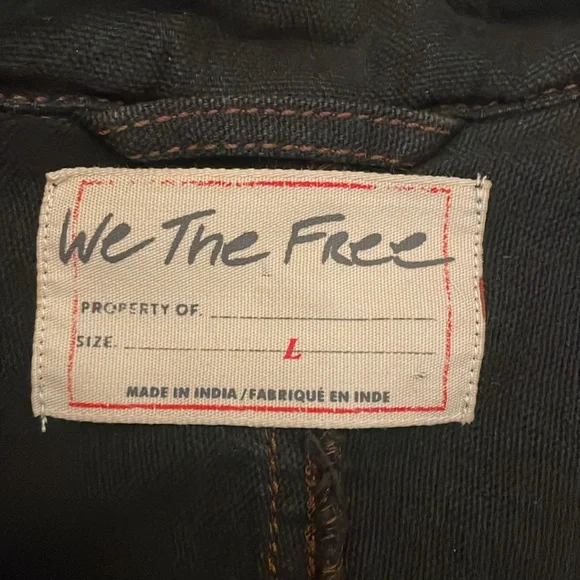 We The Free
PROPERTY OF.
SIZE. L
MADE IN INDIA/FABRIQUÉ EN INDE